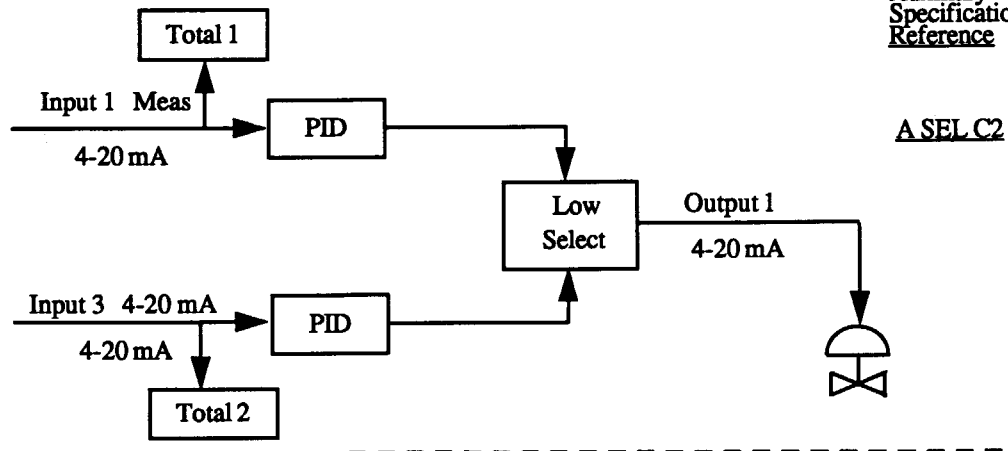 Specificatio
Reference
Total 1
Input 1 Meas
4-20 mA
PID
A SEL C2
Low
Select
Output 1
4-20 mA
Input 3 4-20 mA
4-20 mA
PID
Total 2